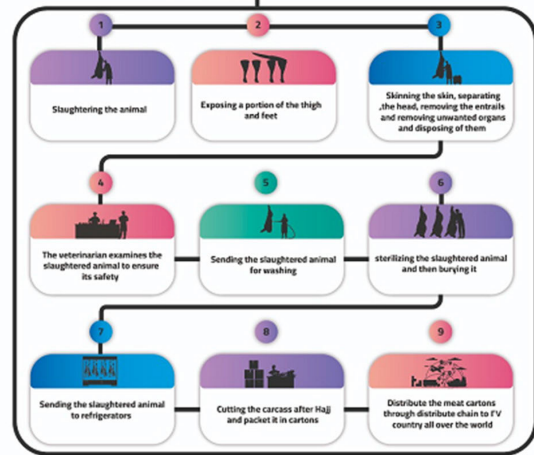 1
2
3
Slaughtering the animal
Exposing a portion of the thigh
and feet
Skinning the skin, separating
,the head, removing the entrails
and removing unwanted organs
and disposing of them
4
5
6
The veterinarian examines the
slaughtered animal to ensure
its safety
Sending the slaughtered animal
for washing
sterilizing the slaughtered animal
and then burying it
7
8
9
Sending the slaughtered animal
to refrigerators
Cutting the carcass after Hajj
and packet it in cartons
Distribute the meat cartons
through distribute chain to ٢٧
country all over the world